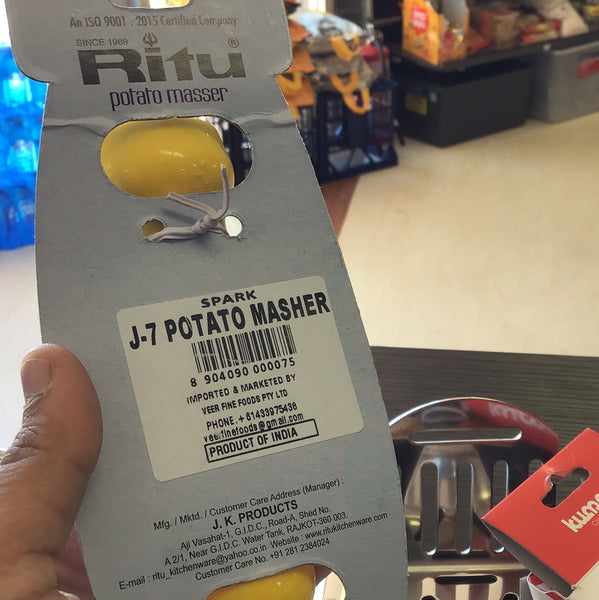 An ISO 9001 : 2015 Certified Company
SINCE 1989
Ritu®
potato masser
SPARK
J-7 POTATO MASHER
8 904090 000075
IMPORTED & MARKETED BY
VEER FINE FOODS PTY LTD
PHONE.+ 61433975438
veerfinefoods@gmail.com
PRODUCT OF INDIA
Mfg. / Mktd. / Customer Care Address (Manager) :
J. K. PRODUCTS
Aji Vasahat-1, G.I.D.C., Road-A, Shed No.
A 2/1, Near G.I.D.C. Water Tank, RAJKOT-360 003.
E-mail : ritu_kitchenware@yahoo.co.in Website : www.ritukitchenware.com
Customer Care No. +91 281 2384024